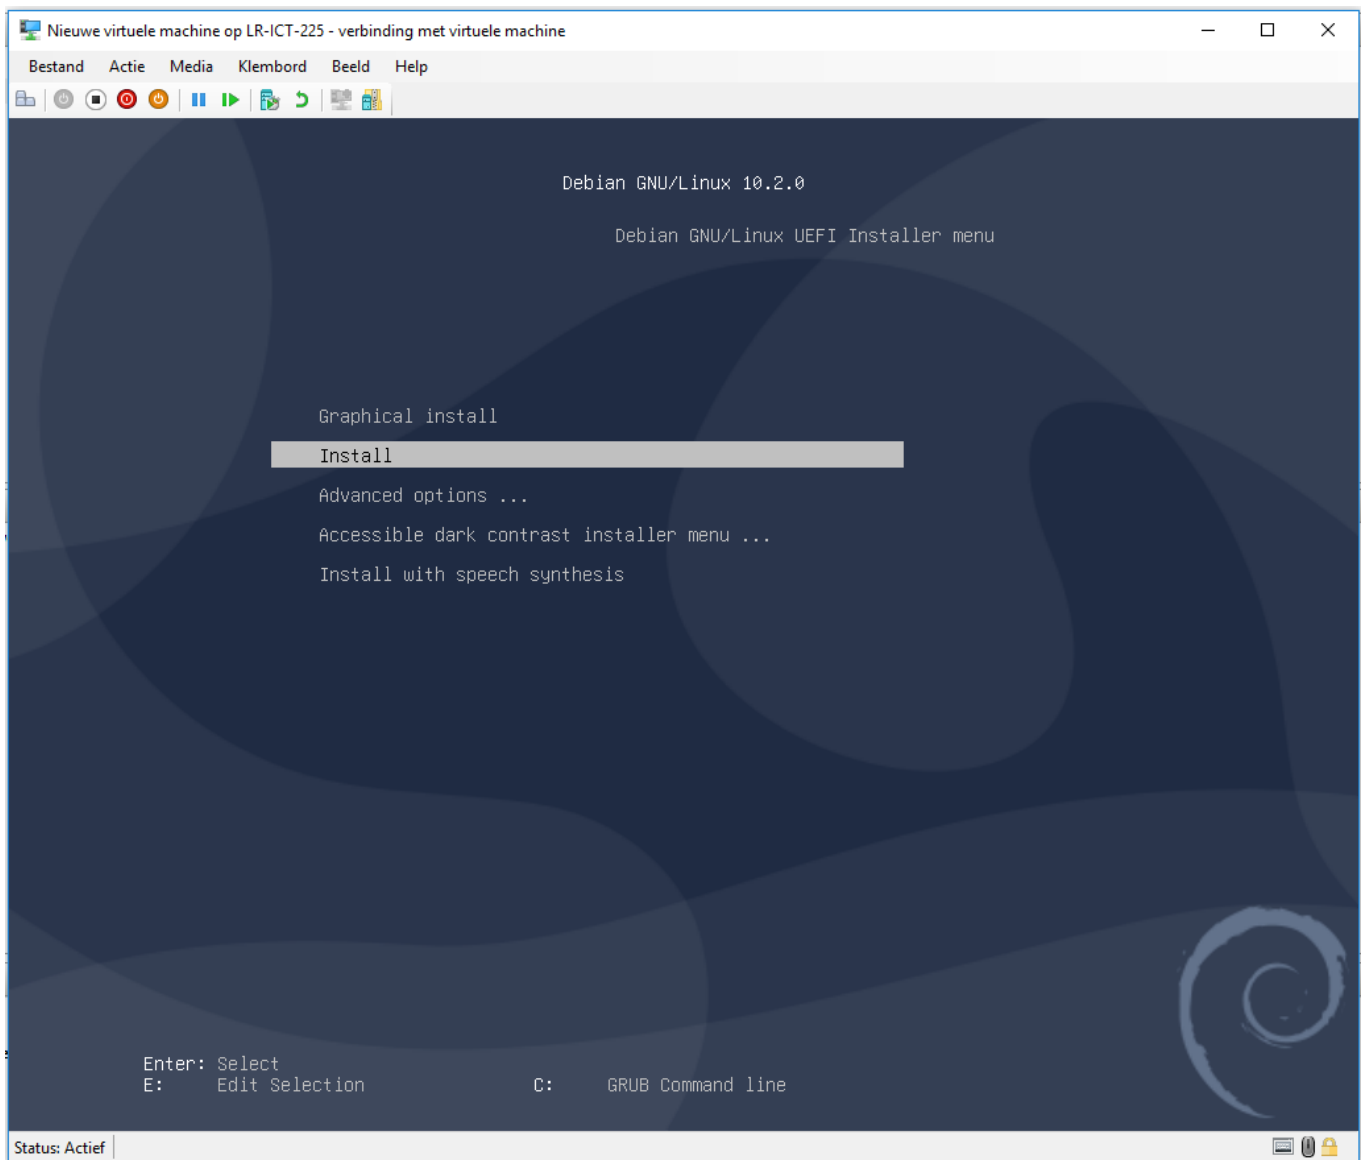 Nieuwe virtuele machine op LR-ICT-225 - verbinding met virtuele machine
Bestand Actie Media Klembord Beeld Help
Debian GNU/Linux 10.2.0
Debian GNU/Linux UEFI Installer menu
Graphical install
Install
Advanced options ...
Accessible dark contrast installer menu ...
Install with speech synthesis
Enter: Select
E: Edit Selection C: GRUB Command line
Status: Actief